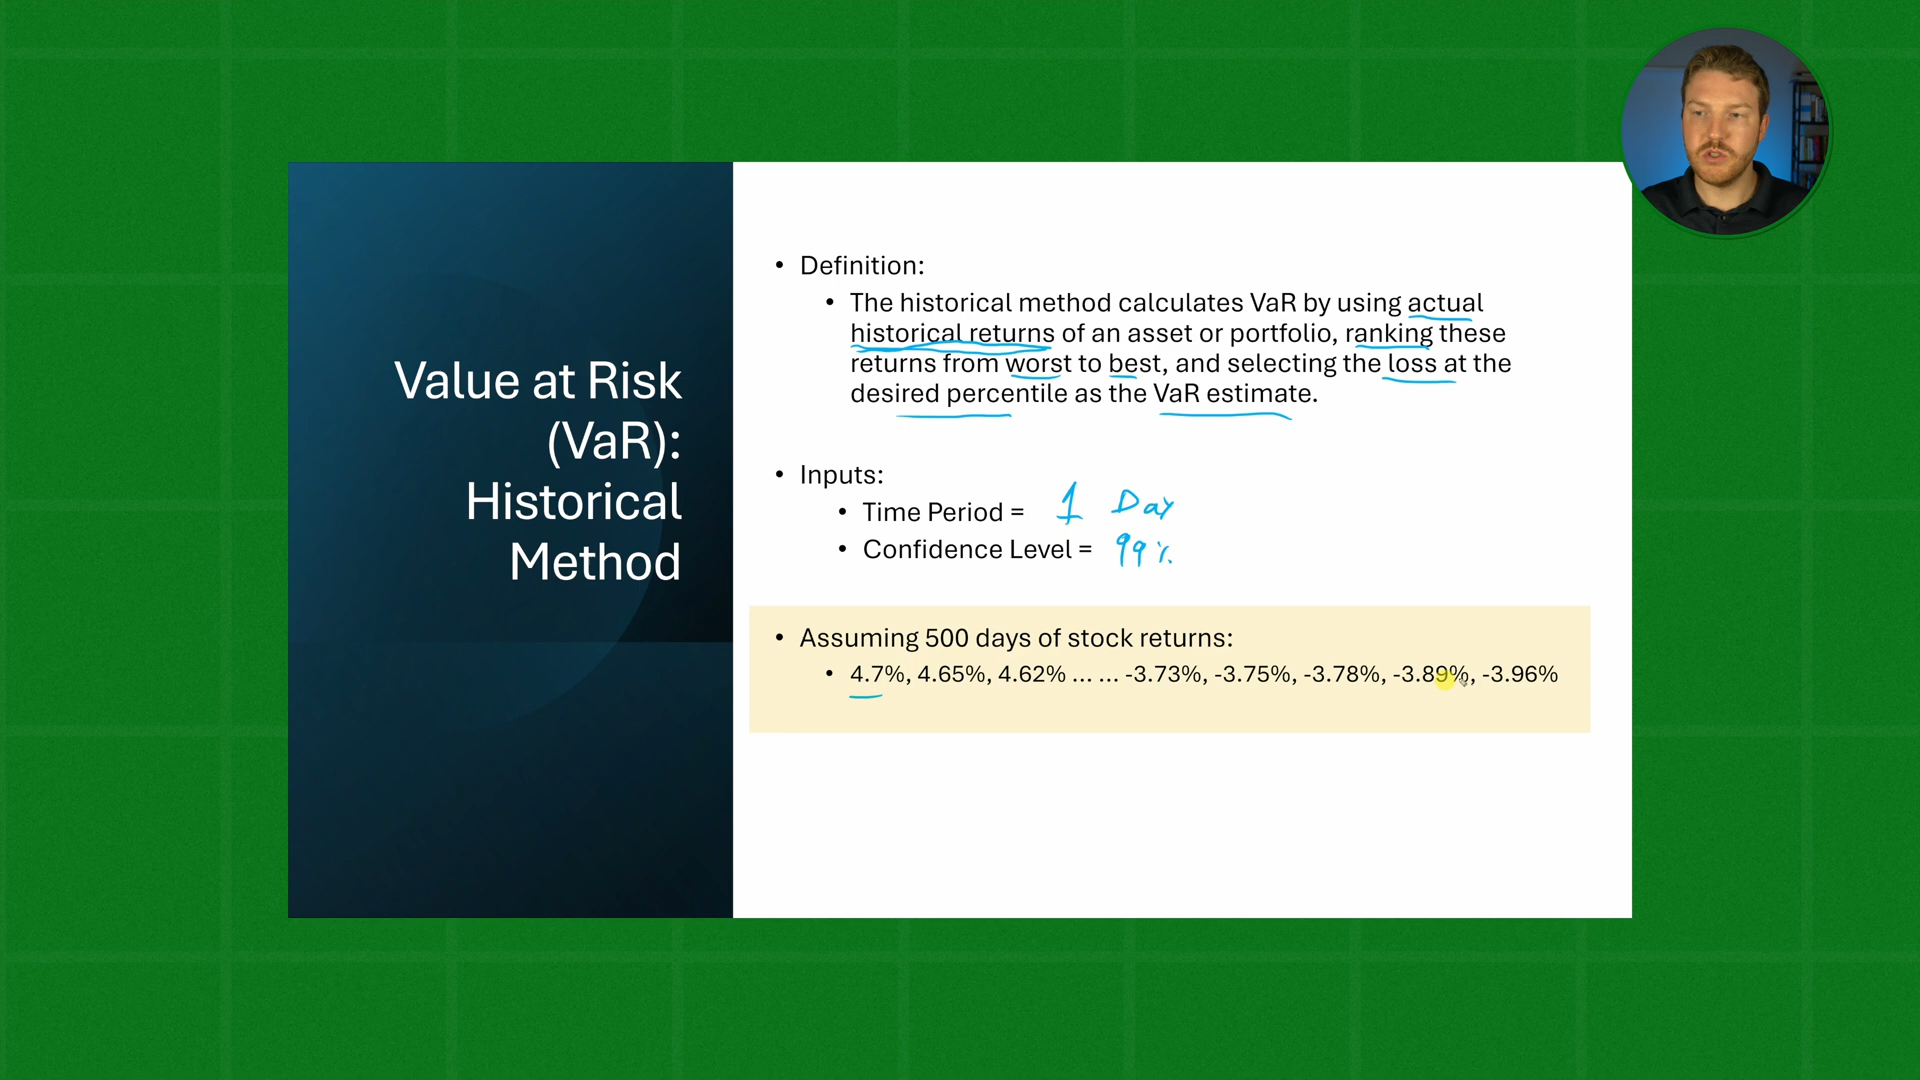 Value at Risk
(VaR):
Historical
Method
• Definition:
• The historical method calculates VaR by using actual
historical returns of an asset or portfolio, ranking these
returns from worst to best, and selecting the loss at the
desired percentile as the VaR estimate.
• Inputs:
• Time Period = 1 Day
• Confidence Level = 99%
• Assuming 500 days of stock returns:
• 4.7%, 4.65%, 4.62% ... ... -3.73%, -3.75%, -3.78%, -3.89%, -3.96%